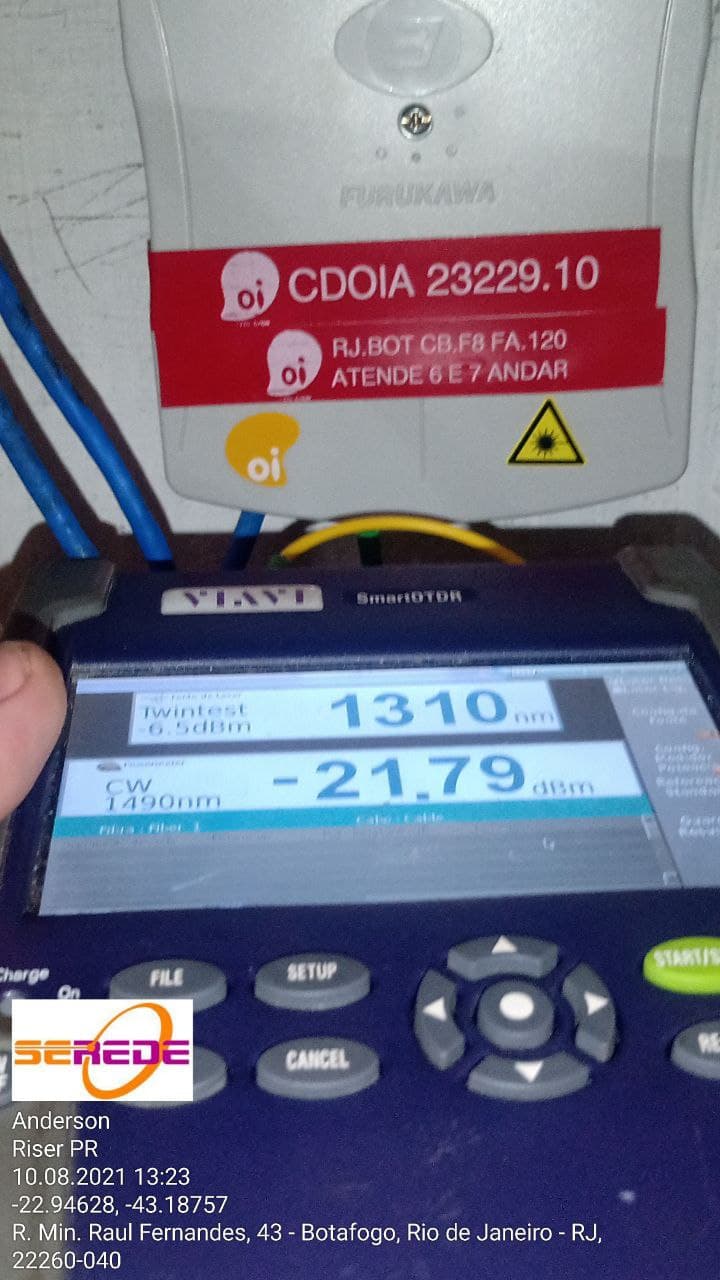 FURUKAWA
oi CDOIA 23229.10
oi RJ.BOT CB.F8 FA.120
ATENDE 6 E 7 ANDAR
oi
VIAVI SmartOTDR
Twintest 1310 nm
-6.5dBm
CW -21.79 dBm
1490nm
Charge
On
FILE SETUP START/S
CANCEL RE
SEREDE
Anderson
Riser PR
10.08.2021 13:23
-22.94628, -43.18757
R. Min. Raul Fernandes, 43 - Botafogo, Rio de Janeiro - RJ,
22260-040